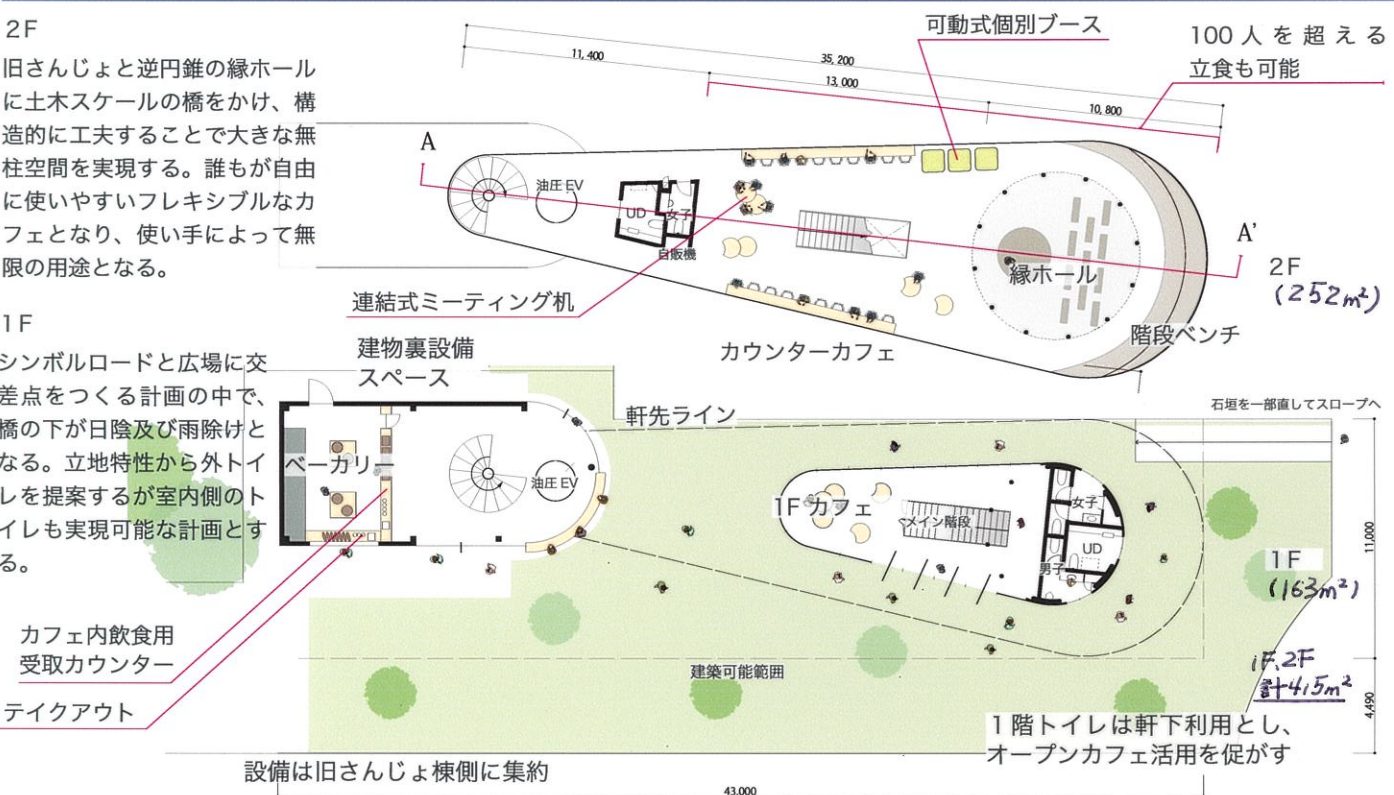 2F
旧さんじょと逆円錐の縁ホール
に土木スケールの橋をかけ、構
造的に工夫することで大きな無
柱空間を実現する。誰もが自由
に使いやすいフレキシブルなカ
フェとなり、使い手によって無
限の用途となる。
可動式個別ブース
100人を超える
立食も可能
11,400
35,200
13,000
10,800
A
油圧EV
UD
女子
自販機
縁ホール
A'
2F
(252m²)
連結式ミーティング机
カウンターカフェ
階段ベンチ
1F
シンボルロードと広場に交
差点をつくる計画の中で、
橋の下が日陰及び雨除けと
なる。立地特性から外トイ
レを提案するが室内側のト
イレも実現可能な計画とす
る。
建物裏設備
スペース
軒先ライン
石垣を一部直してスロープへ
ベーカリー
油圧EV
1Fカフェ
メイン階段
女子
UD
男子
11,000
1F
(163m²)
カフェ内飲食用
受取カウンター
建築可能範囲
1F,2F
計415m²
4,490
テイクアウト
1階トイレは軒下利用とし、
オープンカフェ活用を促がす
設備は旧さんじょ棟側に集約
43,000